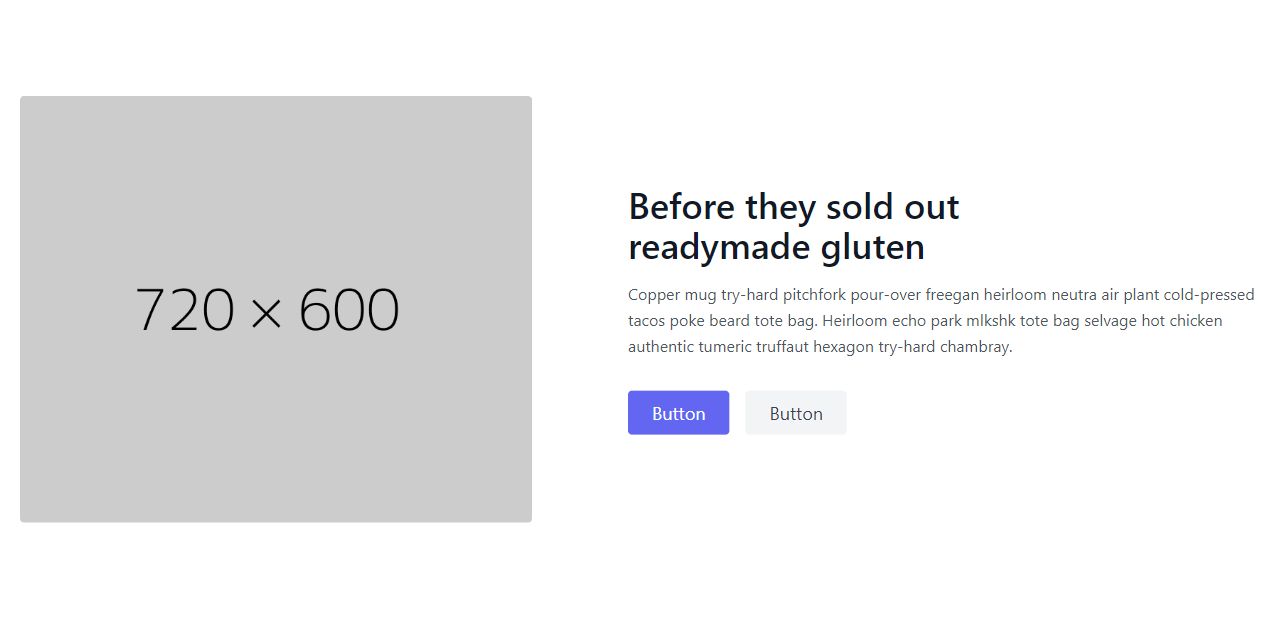 720 × 600
Before they sold out
readymade gluten
Copper mug try-hard pitchfork pour-over freegan heirloom neutra air plant cold-pressed
tacos poke beard tote bag. Heirloom echo park mlkshk tote bag selvage hot chicken
authentic tumeric truffaut hexagon try-hard chambray.
Button
Button